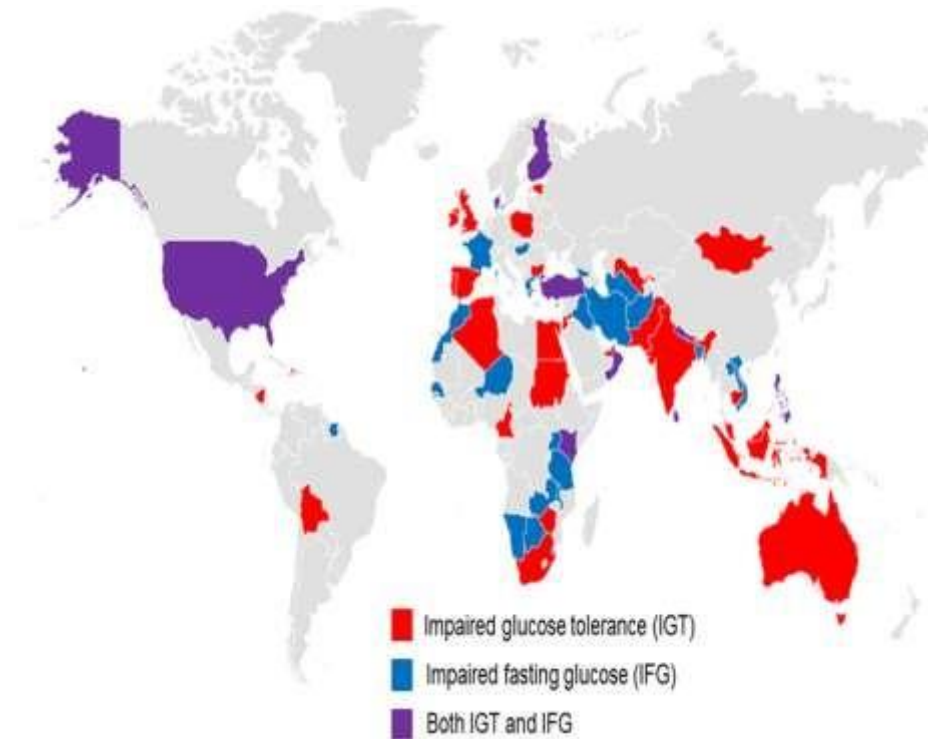 Impaired glucose tolerance (IGT)
Impaired fasting glucose (IFG)
Both IGT and IFG